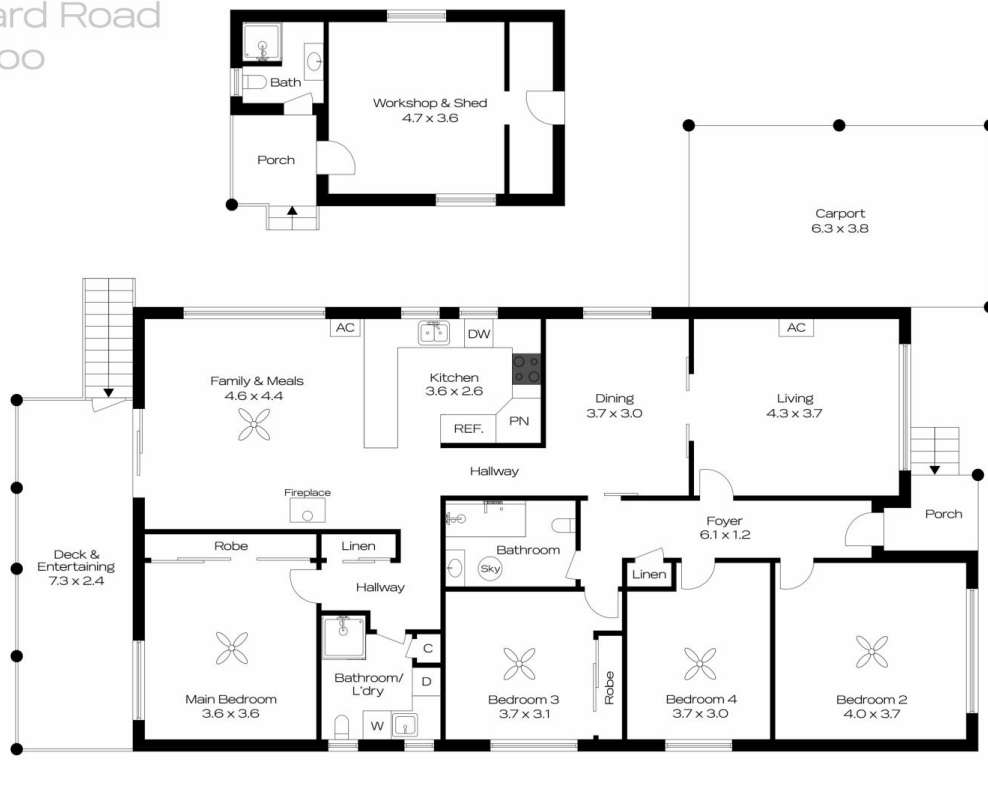 Road
Bath
Workshop & Shed
4.7 x 3.6
Porch
Carport
6.3 x 3.8
AC
DW
AC
Family & Meals
4.6 x 4.4
Kitchen
3.6 x 2.6
Dining
3.7 x 3.0
Living
4.3 x 3.7
REF.
PN
Hallway
Fireplace
Foyer
6.1 x 1.2
Porch
Robe
Linen
Bathroom
Sky
Deck &
Entertaining
7.3 x 2.4
Hallway
Linen
C
Bathroom/
L'dry
D
W
Main Bedroom
3.6 x 3.6
Bedroom 3
3.7 x 3.1
Robe
Bedroom 4
3.7 x 3.0
Bedroom 2
4.0 x 3.7